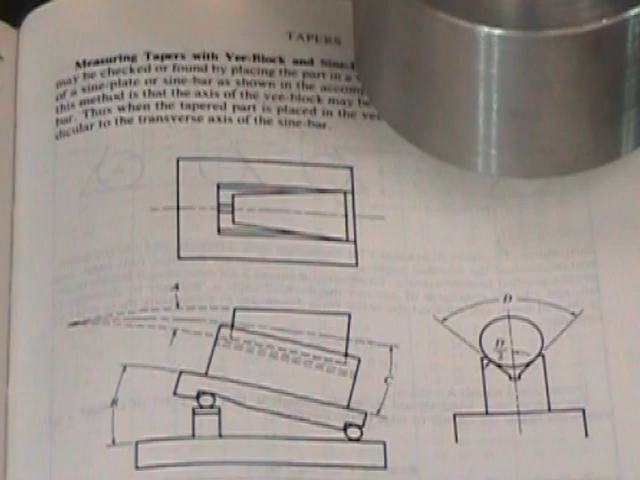 TAPERS
Measuring Tapers with Vee-Block and Sine-
may be checked or found by placing the part in a
of a sine-plate or sine-bar as shown in the accom
this method is that the axis of the vee-block may be
bar. Thus when the tapered part is placed in the vee
dicular to the transverse axis of the sine-bar.
A
D
D
2
C
B